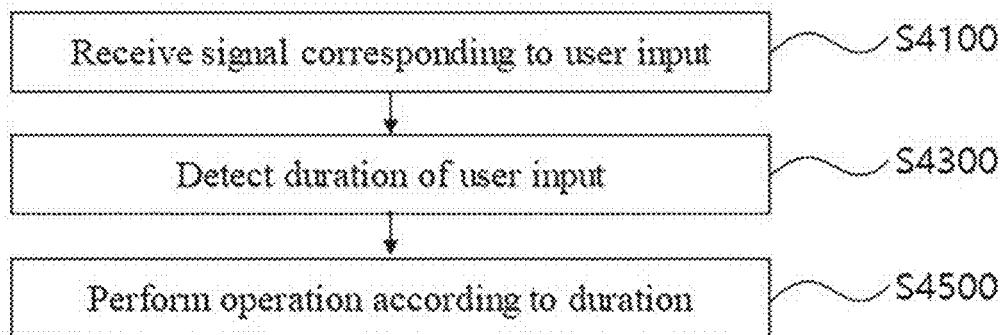 Receive signal corresponding to user input
S4100
Detect duration of user input
S4300
Perform operation according to duration
S4500